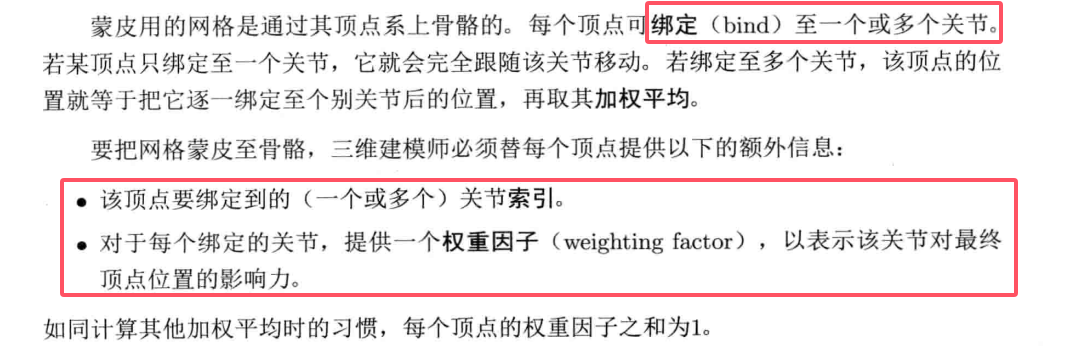 蒙皮用的网格是通过其顶点系上骨骼的。每个顶点可绑定（bind）至一个或多个关节。
若某顶点只绑定至一个关节，它就会完全跟随该关节移动。若绑定至多个关节，该顶点的位
置就等于把它逐一绑定至个别关节后的位置，再取其加权平均。
要把网格蒙皮至骨骼，三维建模师必须替每个顶点提供以下的额外信息：
• 该顶点要绑定到的（一个或多个）关节索引。
• 对于每个绑定的关节，提供一个权重因子（weighting factor），以表示该关节对最终
顶点位置的影响力。
如同计算其他加权平均时的习惯，每个顶点的权重因子之和为1。